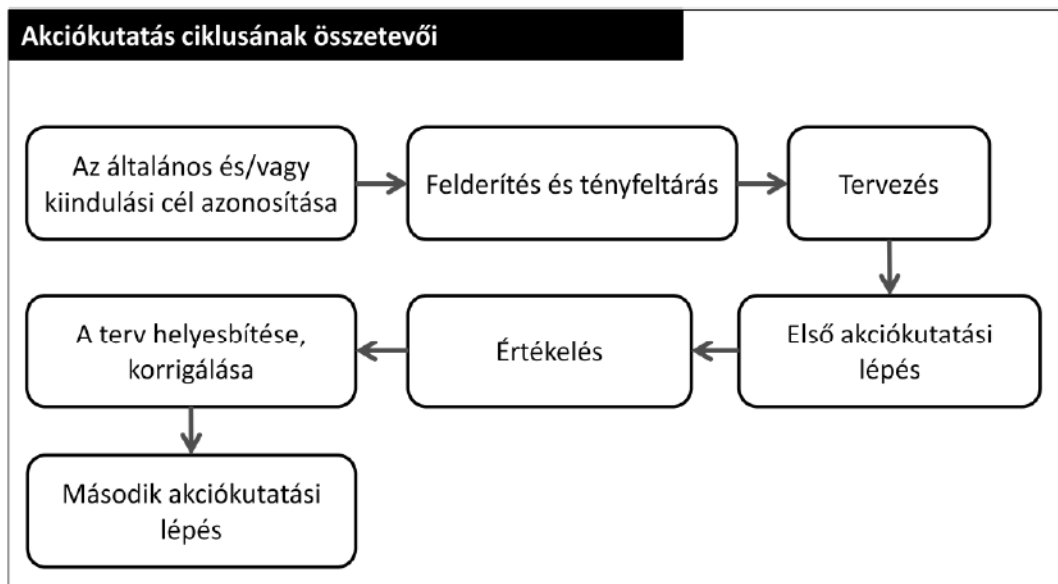 Akciókutatás ciklusának összetevői
Az általános és/vagy
kiindulási cél azonosítása
Felderítés és tényfeltárás
Tervezés
Első akciókutatási
lépés
Értékelés
A terv helyesbítése,
korrigálása
Második akciókutatási
lépés